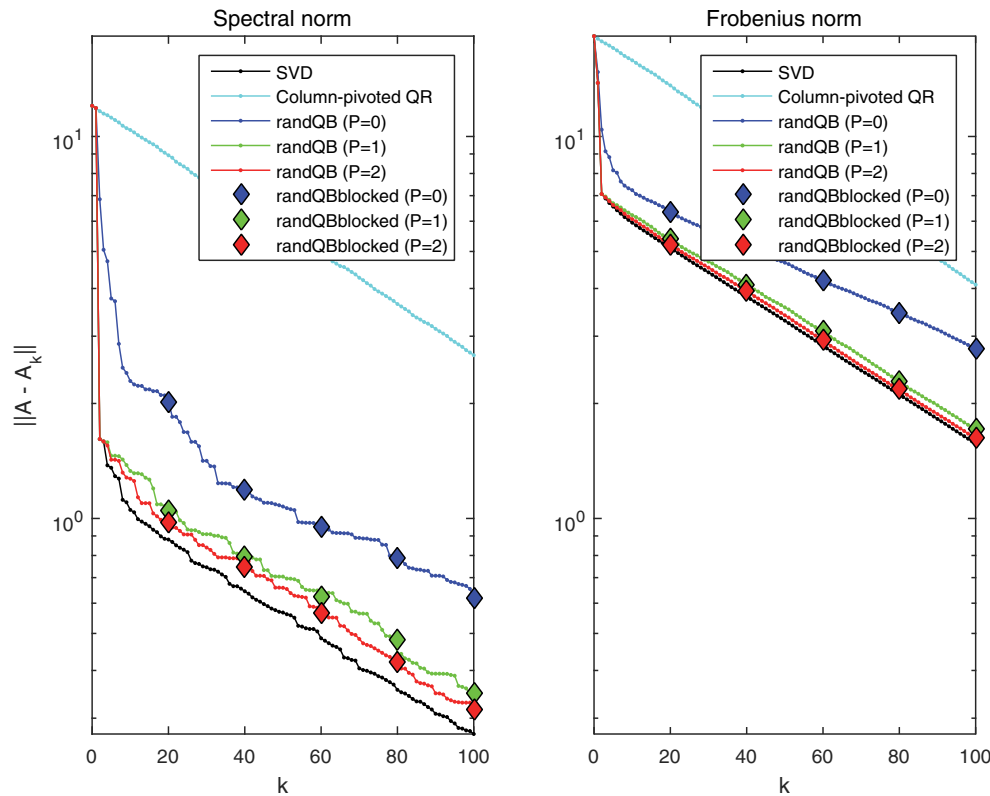 Spectral norm
||A - A_k||
10^1
10^0
SVD
Column-pivoted QR
randQB (P=0)
randQB (P=1)
randQB (P=2)
randQBblocked (P=0)
randQBblocked (P=1)
randQBblocked (P=2)
0 20 40 60 80 100
k
Frobenius norm
10^1
10^0
SVD
Column-pivoted QR
randQB (P=0)
randQB (P=1)
randQB (P=2)
randQBblocked (P=0)
randQBblocked (P=1)
randQBblocked (P=2)
0 20 40 60 80 100
k